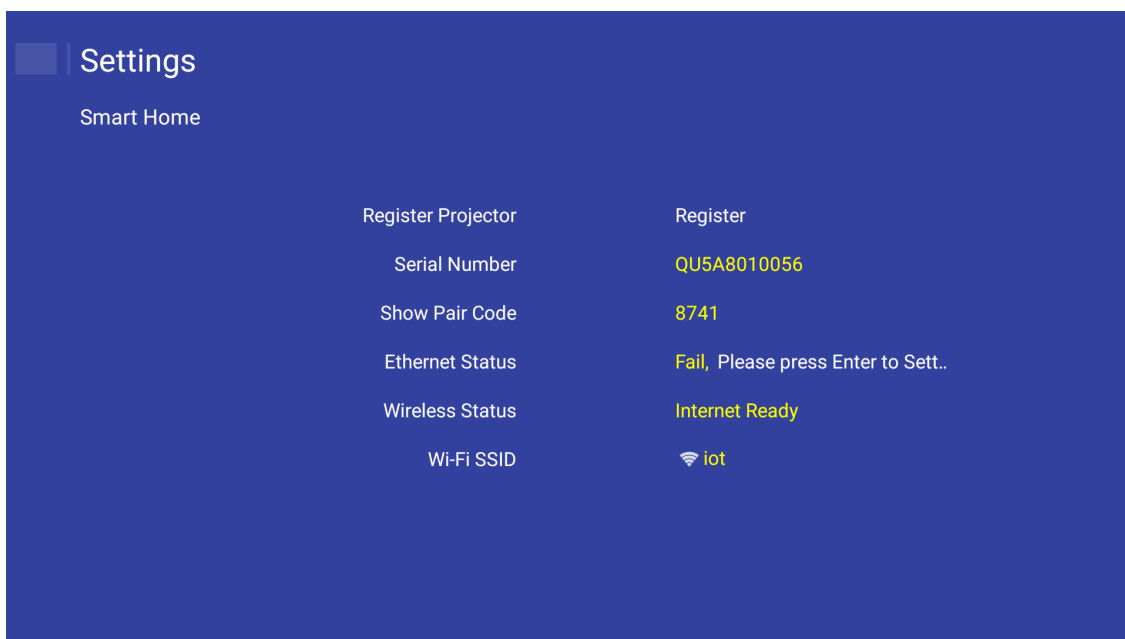 Settings
Smart Home
Register Projector Register
Serial Number QU5A8010056
Show Pair Code 8741
Ethernet Status Fail, Please press Enter to Sett..
Wireless Status Internet Ready
Wi-Fi SSID iot